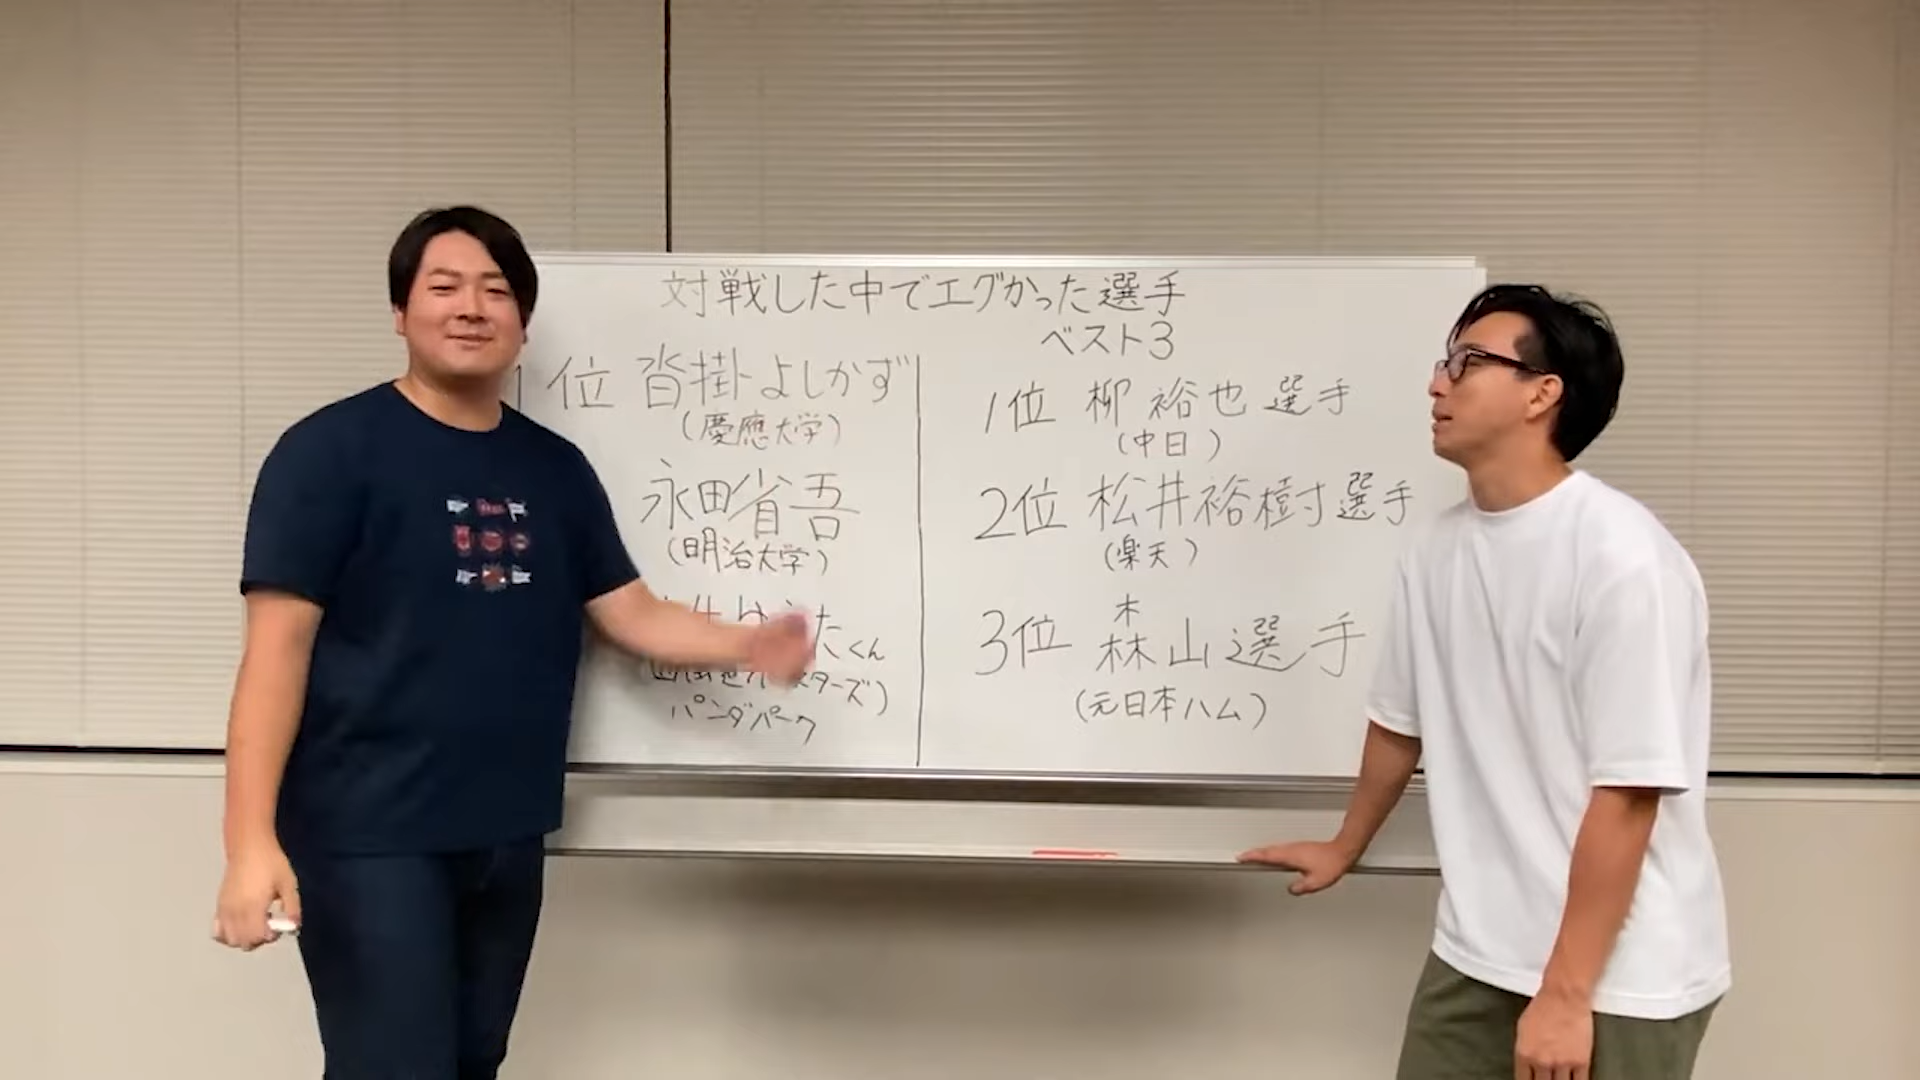 対戦した中でエグかった選手
ベスト3
1位 沓掛よしかず
(慶應大学)
永田省吾
(明治大学)
たくん
スターズ)
パンダパーク
1位 柳裕也選手
(中日)
2位 松井裕樹選手
(楽天)
3位 森山選手
(元日本ハム)